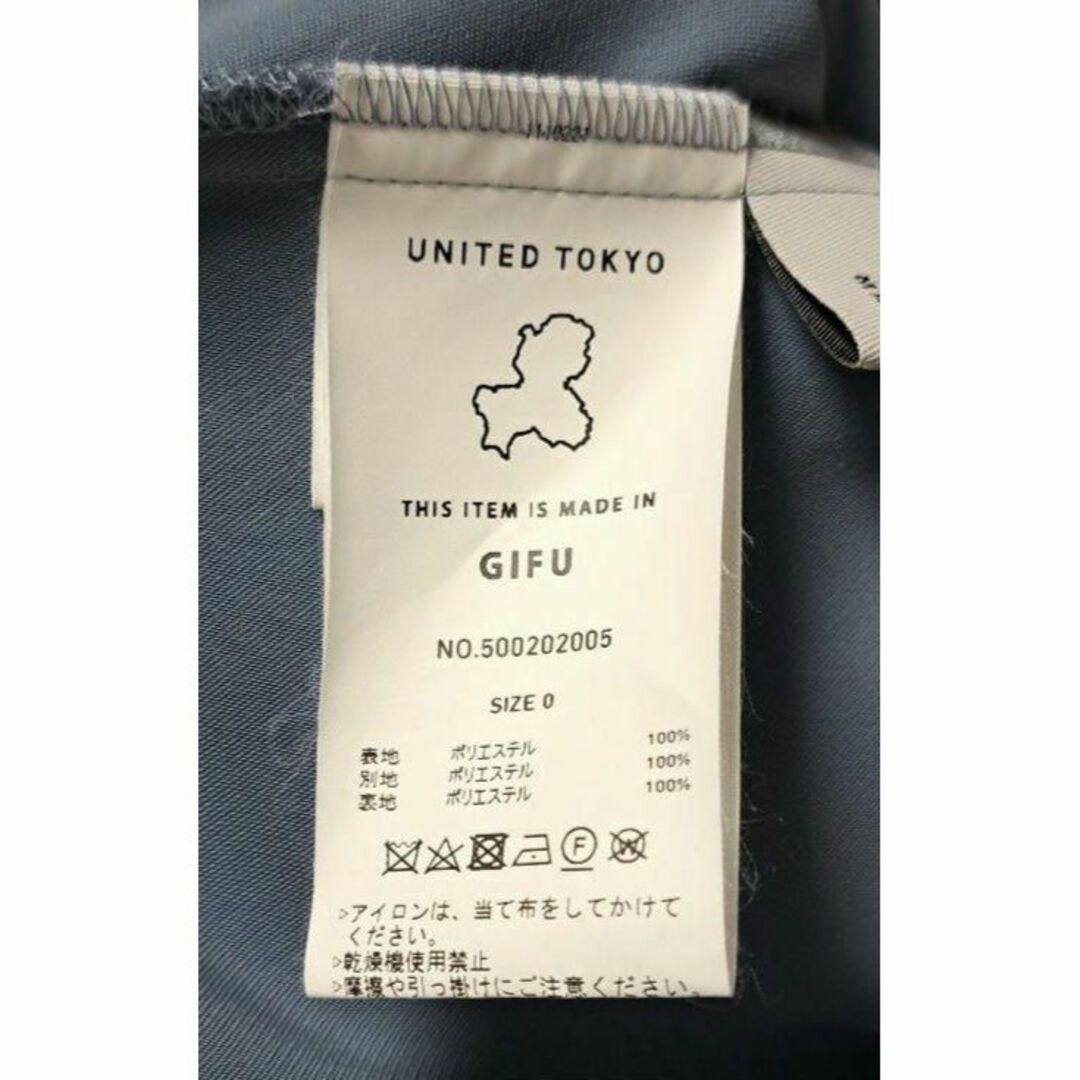 UNITED TOKYO
THIS ITEM IS MADE IN
GIFU
NO.500202005
SIZE 0
表地 ポリエステル 100%
別地 ポリエステル 100%
裏地 ポリエステル 100%
F
W
▷アイロンは、当て布をしてかけて
ください。
▷乾燥機使用禁止
▷摩擦や引っ掛けにご注意ください。